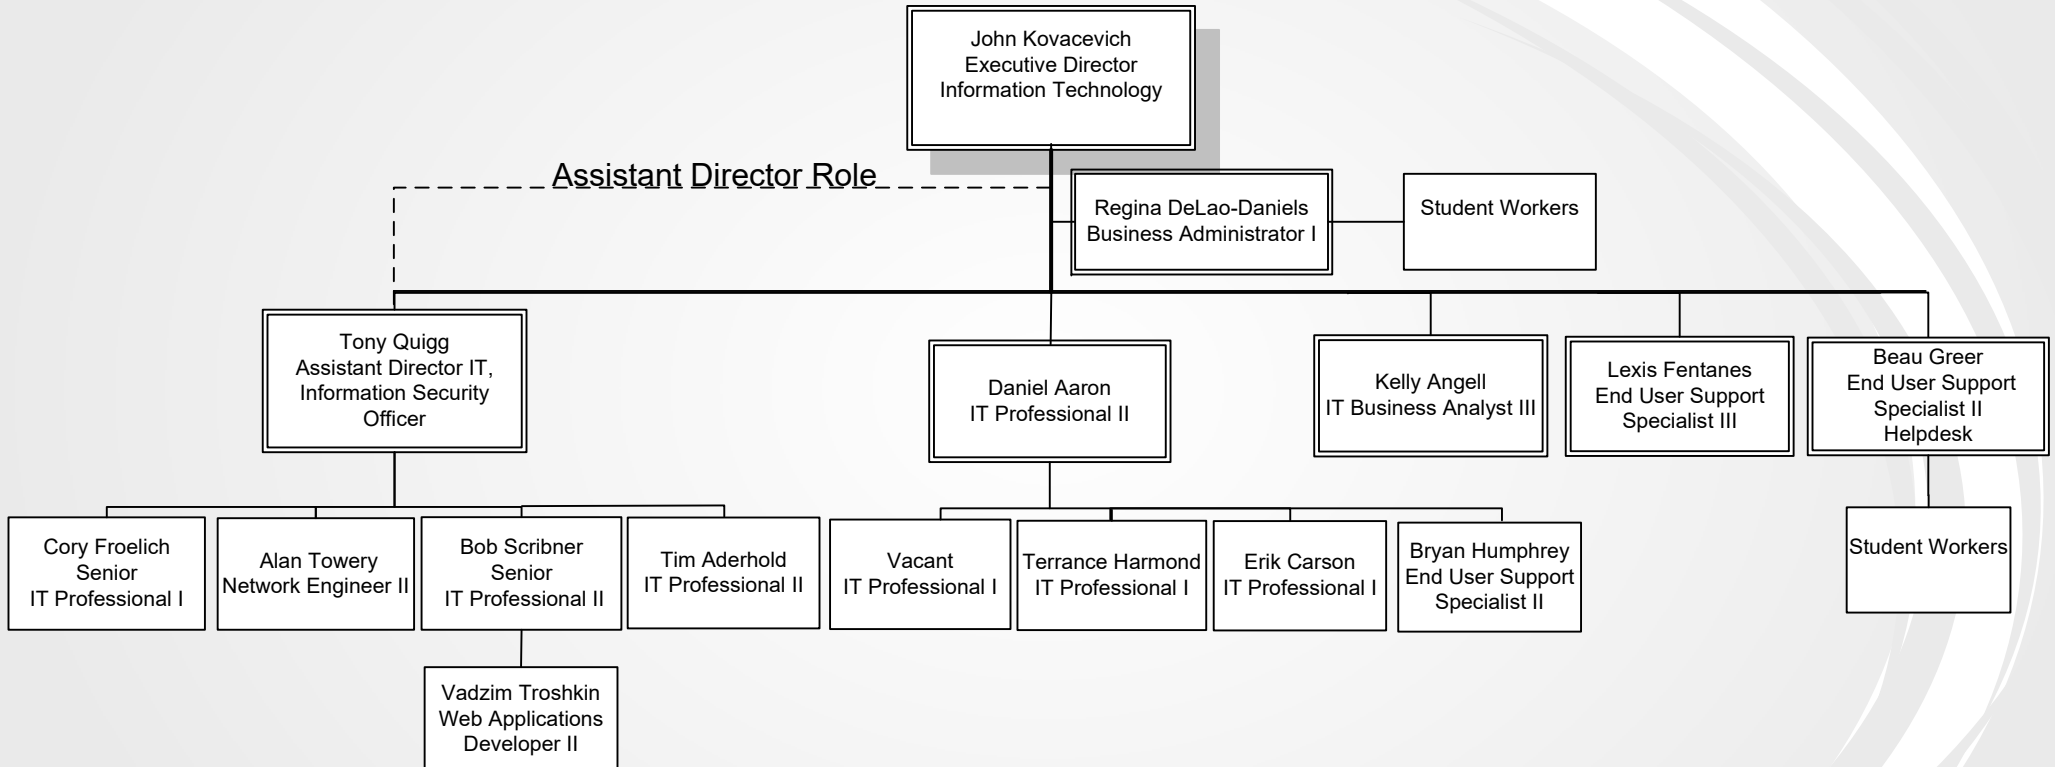 John Kovacevich
Executive Director
Information Technology
Assistant Director Role
Regina DeLao-Daniels
Business Administrator I
Student Workers
Tony Quigg
Assistant Director IT,
Information Security
Officer
Daniel Aaron
IT Professional II
Kelly Angell
IT Business Analyst III
Lexis Fentanes
End User Support
Specialist III
Beau Greer
End User Support
Specialist II
Helpdesk
Cory Froelich
Senior
IT Professional I
Alan Towery
Network Engineer II
Bob Scribner
Senior
IT Professional II
Tim Aderhold
IT Professional II
Vacant
IT Professional I
Terrance Harmond
IT Professional I
Erik Carson
IT Professional I
Bryan Humphrey
End User Support
Specialist II
Student Workers
Vadzim Troshkin
Web Applications
Developer II